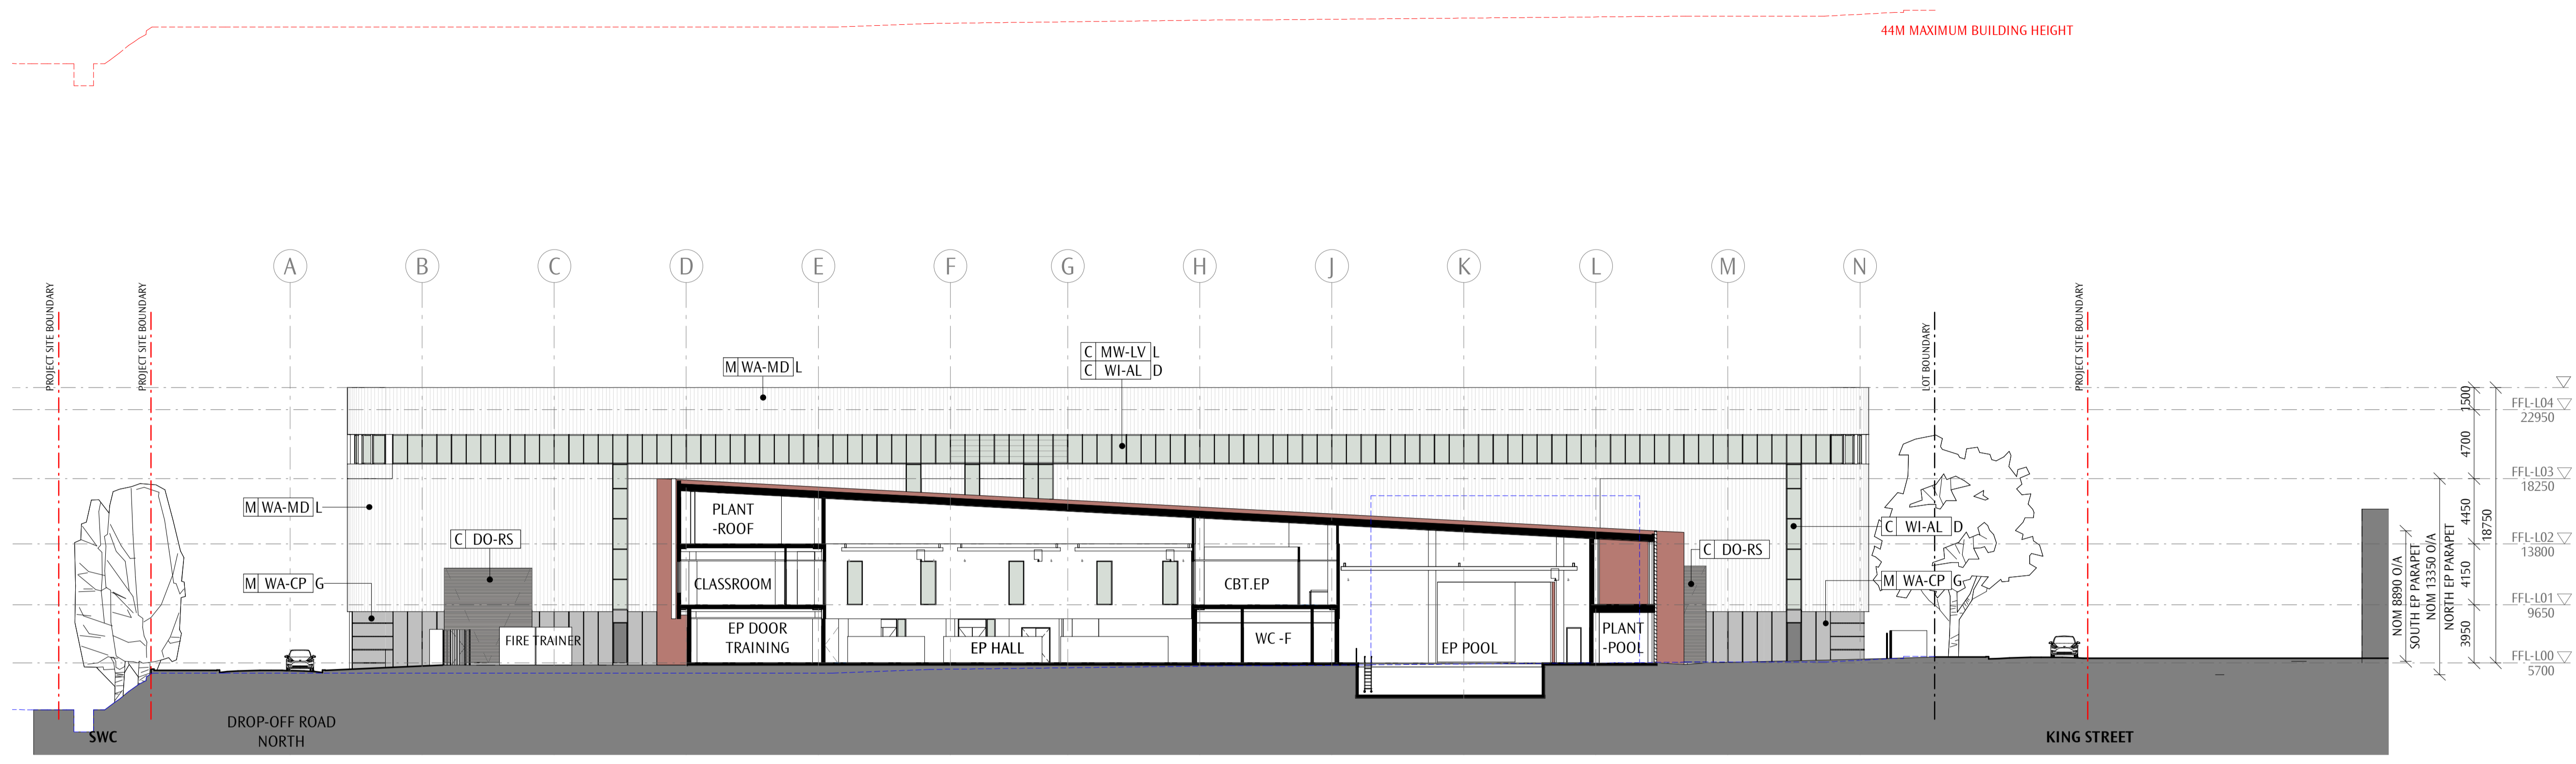 44M MAXIMUM BUILDING HEIGHT
A
B
C
D
E
F
G
H
J
K
L
M
N
PROJECT SITE BOUNDARY
PROJECT SITE BOUNDARY
LOT BOUNDARY
PROJECT SITE BOUNDARY
C MW-LV L
C WI-AL D
M WA-MD L
M WA-MD L
C DO-RS
M WA-CP G
C WI-AL D
C DO-RS
M WA-CP G
PLANT
-ROOF
CLASSROOM
EP DOOR
TRAINING
FIRE TRAINER
EP HALL
CBT.EP
WC -F
EP POOL
PLANT
-POOL
DROP-OFF ROAD
NORTH
SWC
KING STREET
1500
4700
4450
4150
3950
18750
NOM 8890 O/A
SOUTH EP PARAPET
NOM 13350 O/A
NORTH EP PARAPET
FFL-L04
22950
FFL-L03
18250
FFL-L02
13800
FFL-L01
9650
FFL-L00
5700